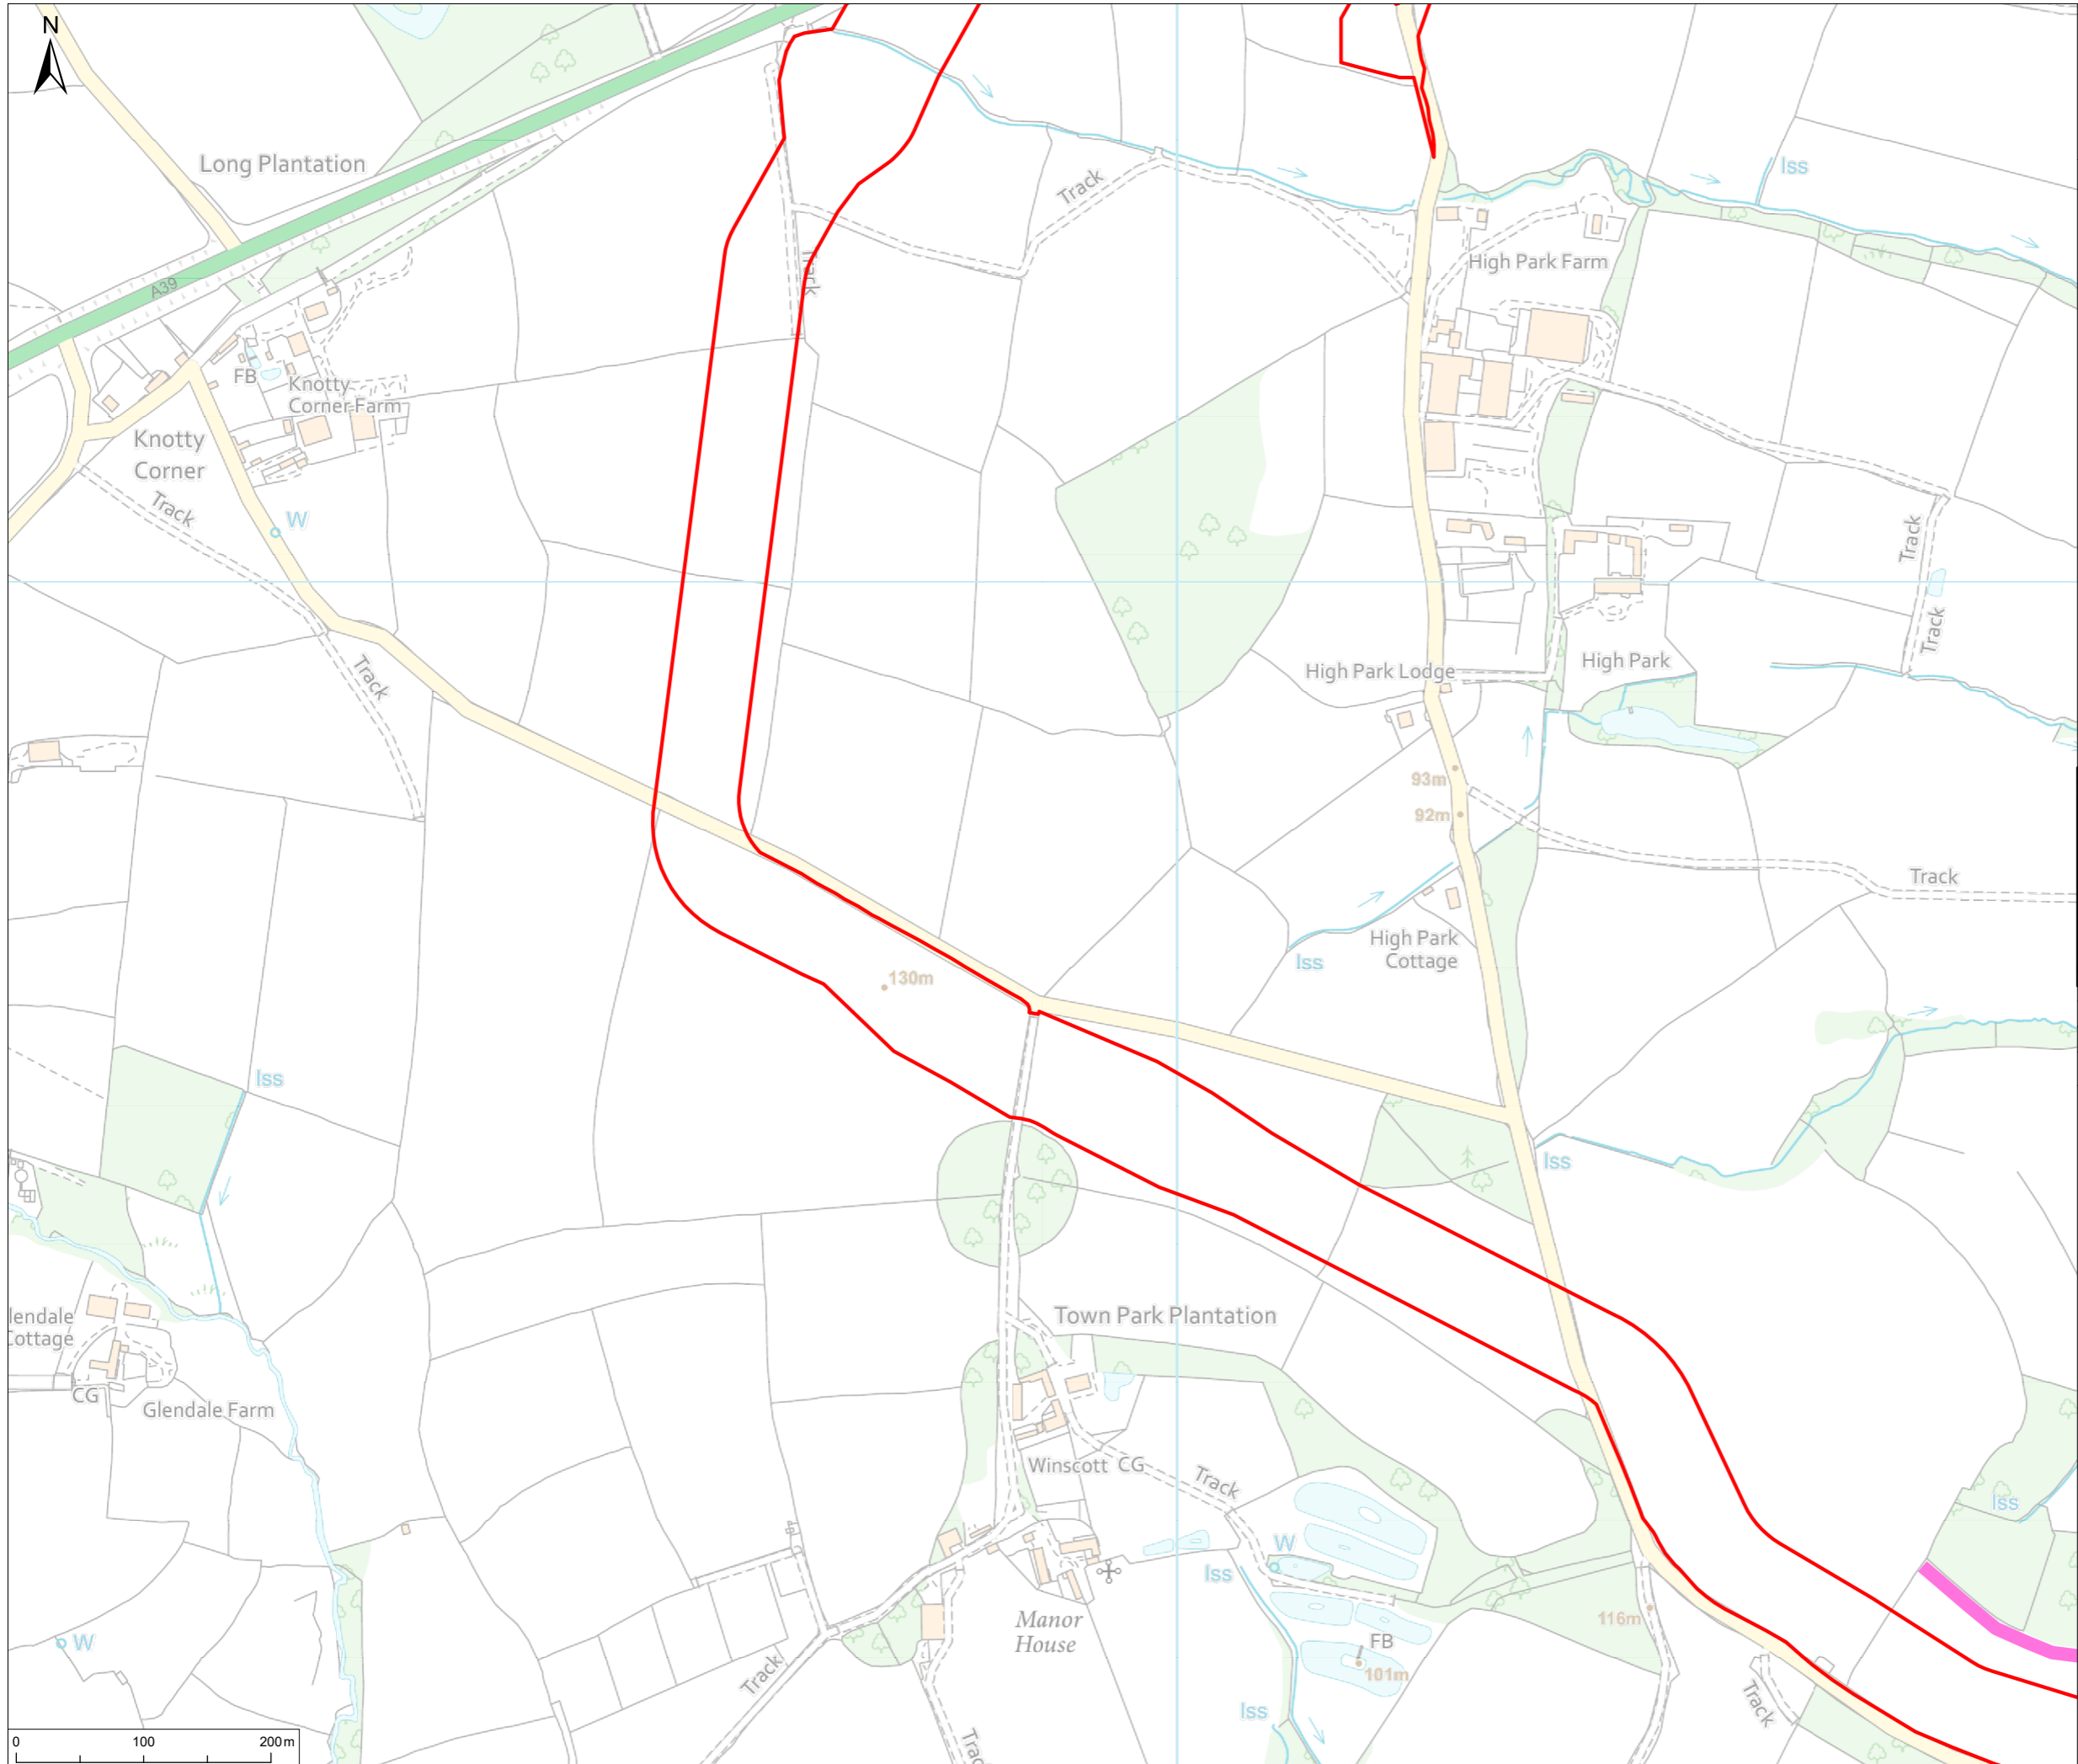 N
Long Plantation
Iss
Track
High Park Farm
Track
A39
FB
Knotty
Corner Farm
Knotty
Corner
Track
W
Track
Track
Track
High Park Lodge
High Park
93m
92m
Track
High Park
Cottage
Iss
130m
Iss
Iss
lendale
Cottage
Town Park Plantation
CG
Glendale Farm
Winscott
CG
Track
Iss
W
Iss
Manor
House
116m
FB
W
101m
Track
Track
Iss
Trac
0
100
200m